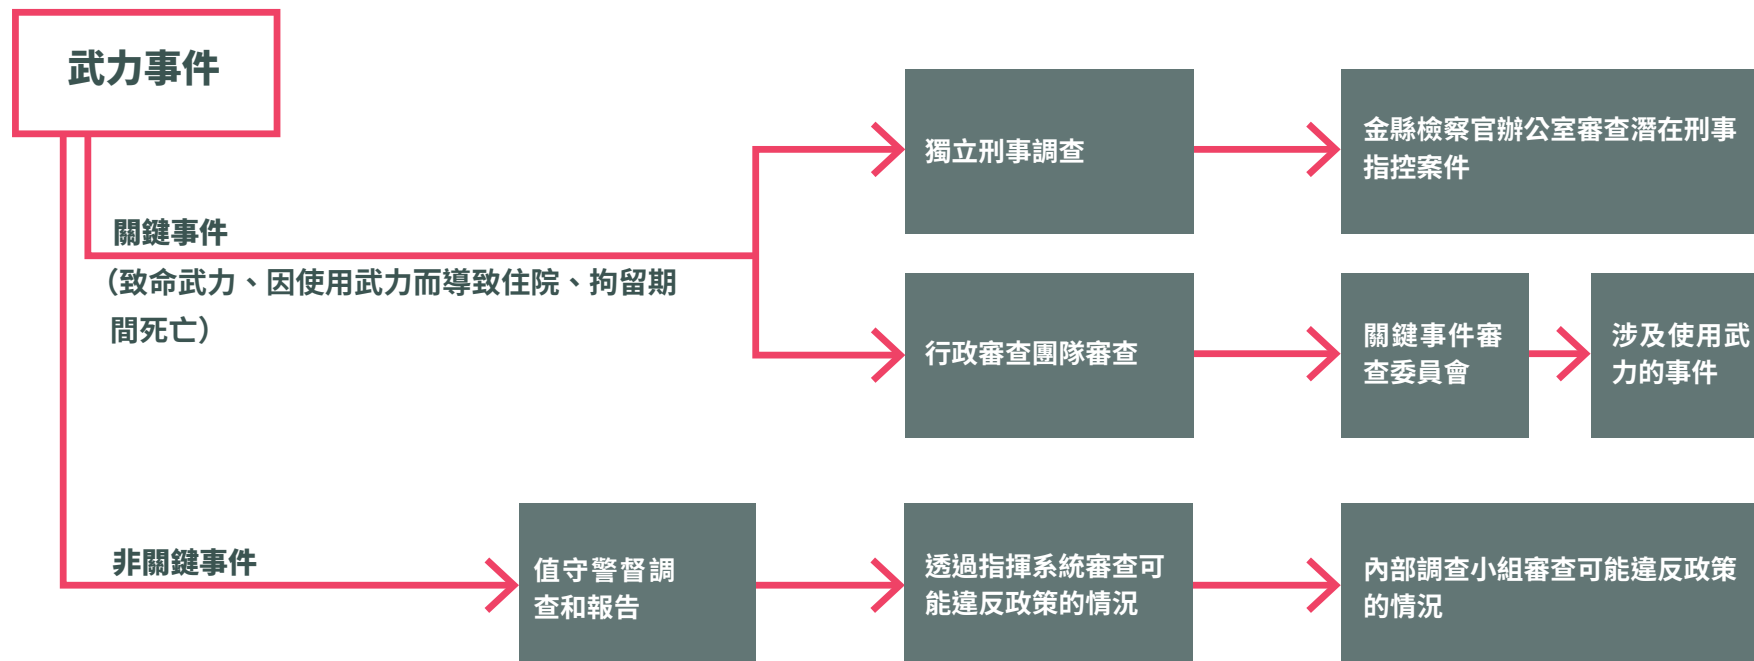 武力事件
獨立刑事調查
金縣檢察官辦公室審查潛在刑事
指控案件
關鍵事件
（致命武力、因使用武力而導致住院、拘留期
間死亡）
行政審查團隊審查
關鍵事件審
查委員會
涉及使用武
力的事件
非關鍵事件
值守警督調
查和報告
透過指揮系統審查可
能違反政策的情況
內部調查小組審查可能違反政策
的情況